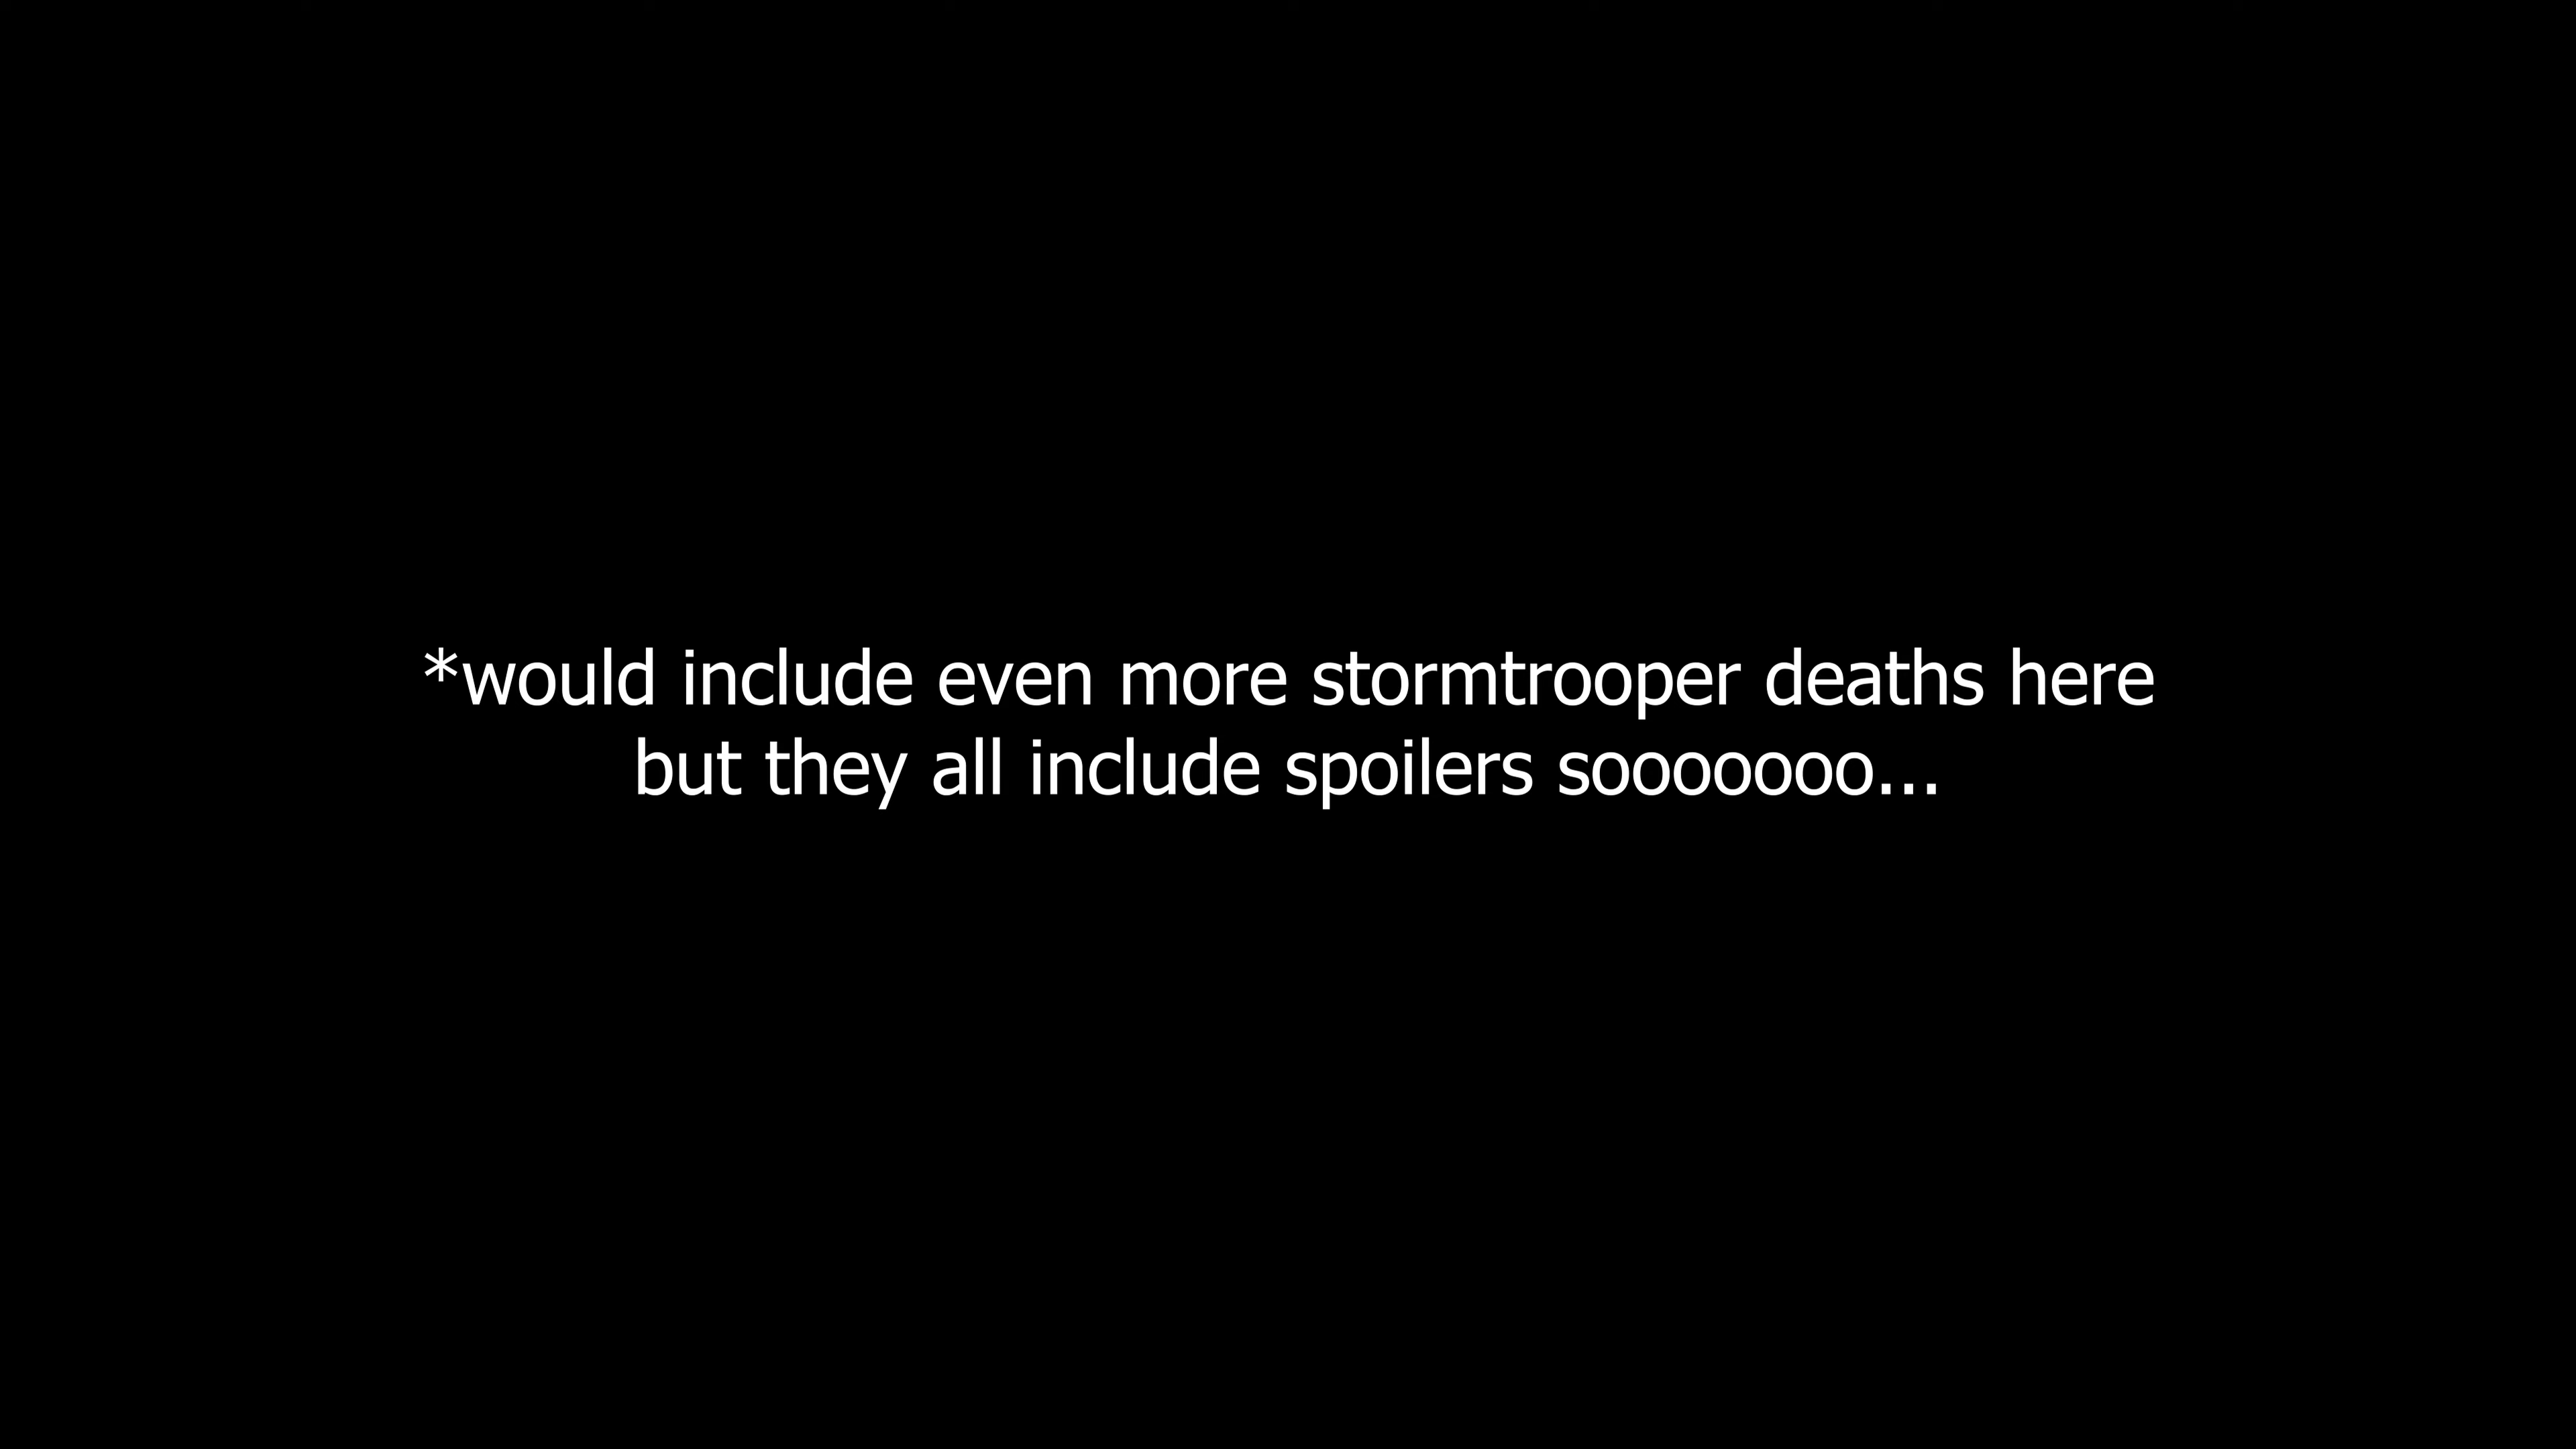 *would include even more stormtrooper deaths here
but they all include spoilers sooooooo...